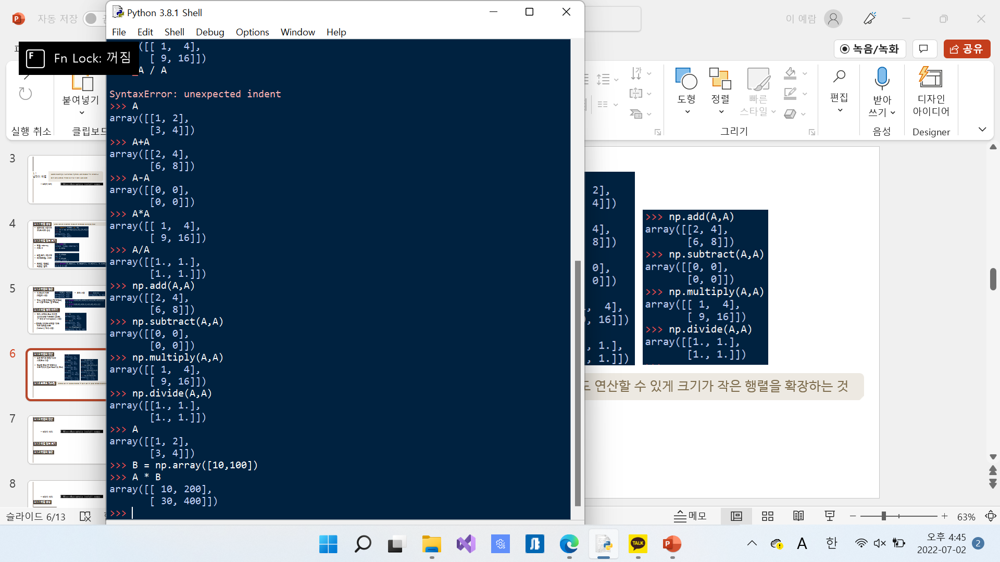 Python 3.8.1 Shell
File Edit Shell Debug Options Window Help
자동 저장
이 예람
Fn Lock: 꺼짐
녹음/녹화
공유
붙여넣기
실행 취소
클립보드
도형
정렬
빠른
스타일
그리기
편집
받아
쓰기
음성
디자인
아이디어
Designer
([[ 1,  4],
[ 9, 16]])
A / A
SyntaxError: unexpected indent
>>> A
array([[1, 2],
[3, 4]])
>>> A+A
array([[2, 4],
[6, 8]])
>>> A-A
array([[0, 0],
[0, 0]])
>>> A*A
array([[ 1,  4],
[ 9, 16]])
>>> A/A
array([[1., 1.],
[1., 1.]])
>>> np.add(A,A)
array([[2, 4],
[6, 8]])
>>> np.subtract(A,A)
array([[0, 0],
[0, 0]])
>>> np.multiply(A,A)
array([[ 1,  4],
[ 9, 16]])
>>> np.divide(A,A)
array([[1., 1.],
[1., 1.]])
>>> A
array([[1, 2],
[3, 4]])
>>> B = np.array([10,100])
>>> A * B
array([[ 10, 200],
[ 30, 400]])
>>>
3
4
5
6
7
8
2],
4]])
4],
8]])
0],
0]])
4],
, 16]])
, 1.],
, 1.]])
>>> np.add(A,A)
array([[2, 4],
[6, 8]])
>>> np.subtract(A,A)
array([[0, 0],
[0, 0]])
>>> np.multiply(A,A)
array([[ 1,  4],
[ 9, 16]])
>>> np.divide(A,A)
array([[1., 1.],
[1., 1.]])
도 연산할 수 있게 크기가 작은 행렬을 확장하는 것
슬라이드 6/13
메모
63%
TALK
A
한
오후 4:45
2022-07-02
2